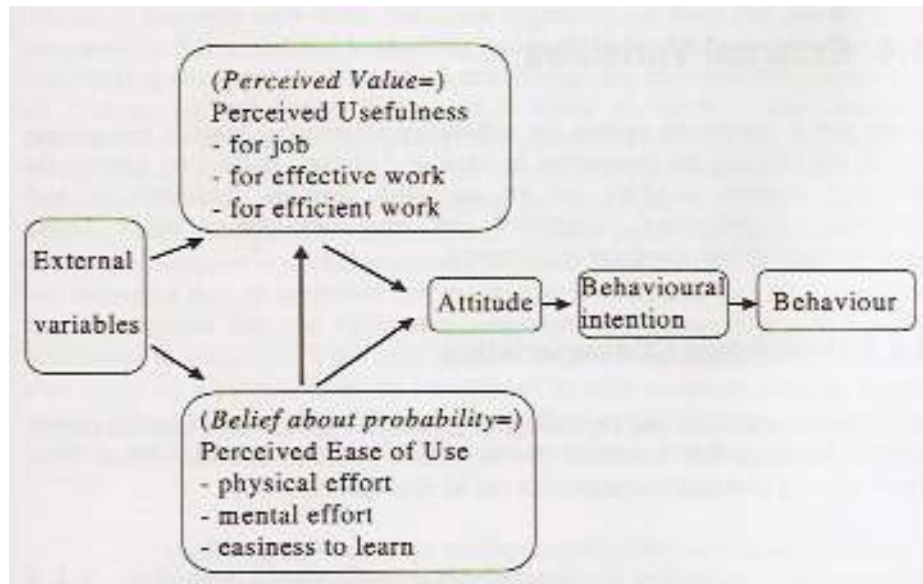 (Perceived Value=)
Perceived Usefulness
- for job
- for effective work
- for efficient work
External
variables
Attitude
Behavioural
intention
Behaviour
(Belief about probability=)
Perceived Ease of Use
- physical effort
- mental effort
- easiness to learn